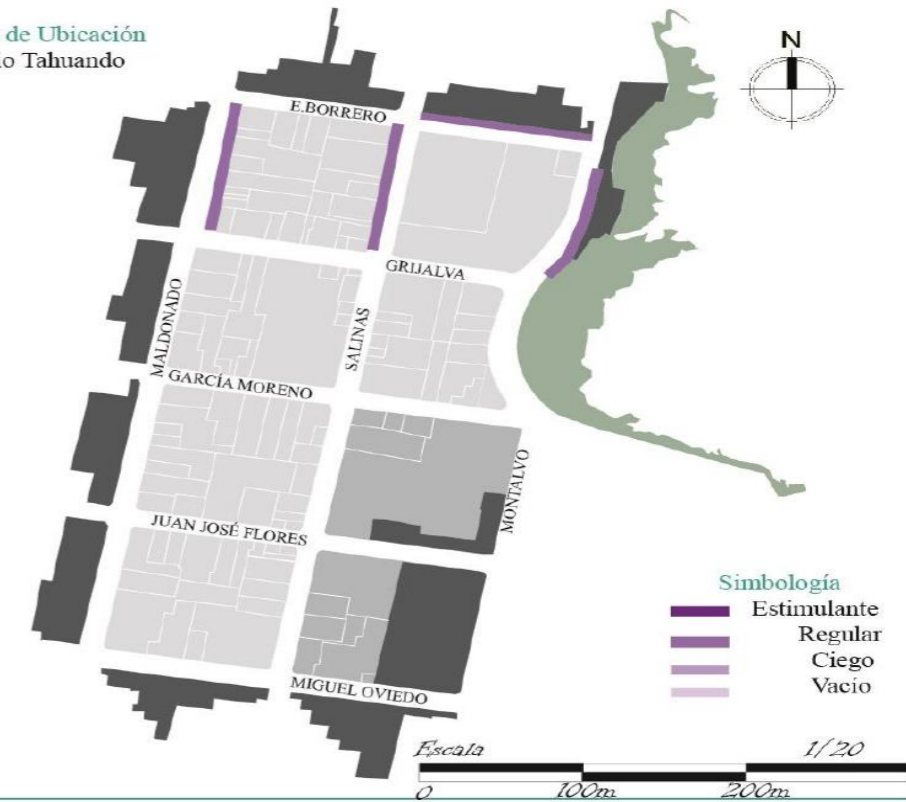 de Ubicación
io Tahuando
N
E.BORRERO
GRIJALVA
MALDONADO
SALINAS
GARCÍA MORENO
MONTALVO
JUAN JOSÉ FLORES
MIGUEL OVIEDO
Simbología
Estimulante
Regular
Ciego
Vacío
Escala 1/20
0 100m 200m